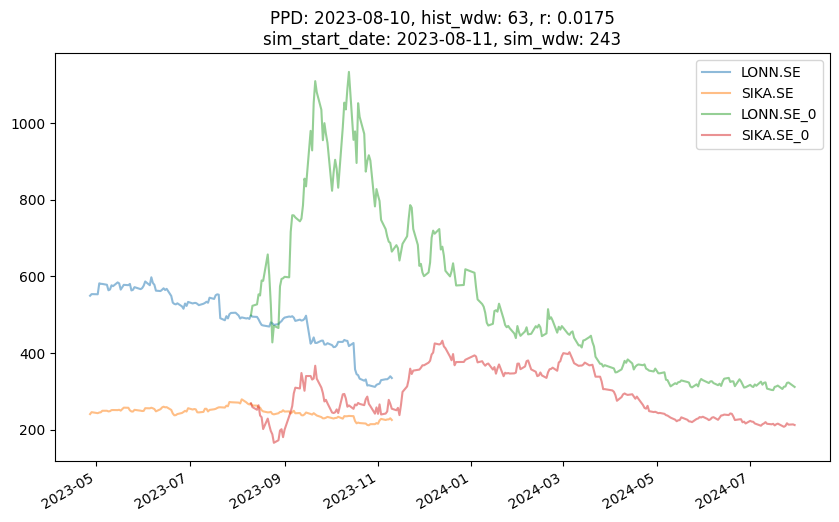 PPD: 2023-08-10, hist_wdw: 63, r: 0.0175
sim_start_date: 2023-08-11, sim_wdw: 243
LONN.SE
SIKA.SE
LONN.SE_0
SIKA.SE_0
1000
800
600
400
200
2023-05
2023-07
2023-09
2023-11
2024-01
2024-03
2024-05
2024-07